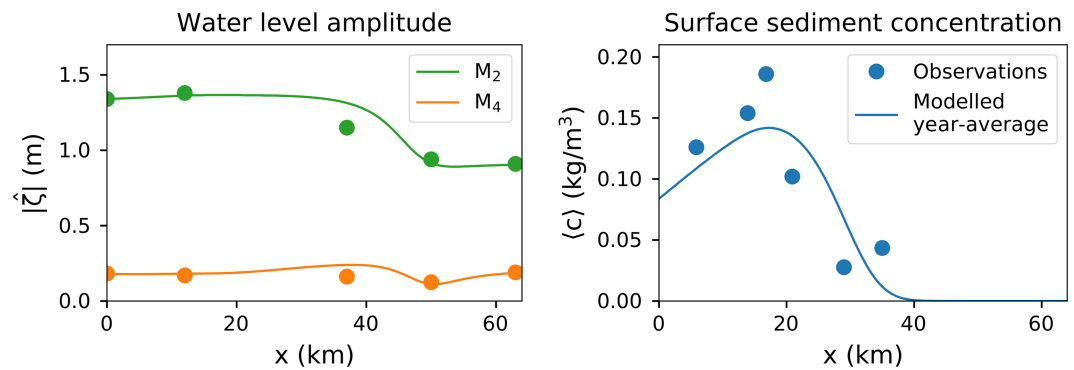 Water level amplitude
|ζ̂| (m)
1.5
1.0
0.5
0.0
M₂
M₄
0 20 40 60
x (km)
Surface sediment concentration
⟨c⟩ (kg/m³)
0.20
0.15
0.10
0.05
0.00
Observations
Modelled
year-average
0 20 40 60
x (km)